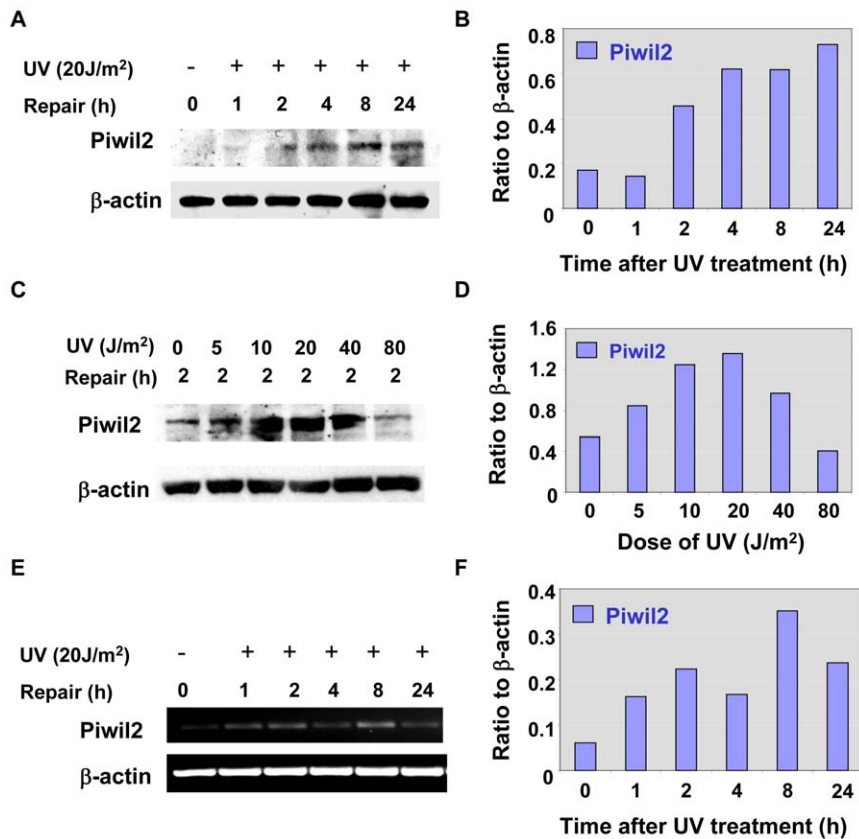 A
UV (20J/m²) - + + + + +
Repair (h) 0 1 2 4 8 24
Piwil2
β-actin
B
Piwil2
Ratio to β-actin
0.8
0.6
0.4
0.2
0
0 1 2 4 8 24
Time after UV treatment (h)
C
UV (J/m²) 0 5 10 20 40 80
Repair (h) 2 2 2 2 2 2
Piwil2
β-actin
D
Piwil2
Ratio to β-actin
1.6
1.2
0.8
0.4
0
0 5 10 20 40 80
Dose of UV (J/m²)
E
UV (20J/m²) - + + + + +
Repair (h) 0 1 2 4 8 24
Piwil2
β-actin
F
Piwil2
Ratio to β-actin
0.4
0.3
0.2
0.1
0
0 1 2 4 8 24
Time after UV treatment (h)